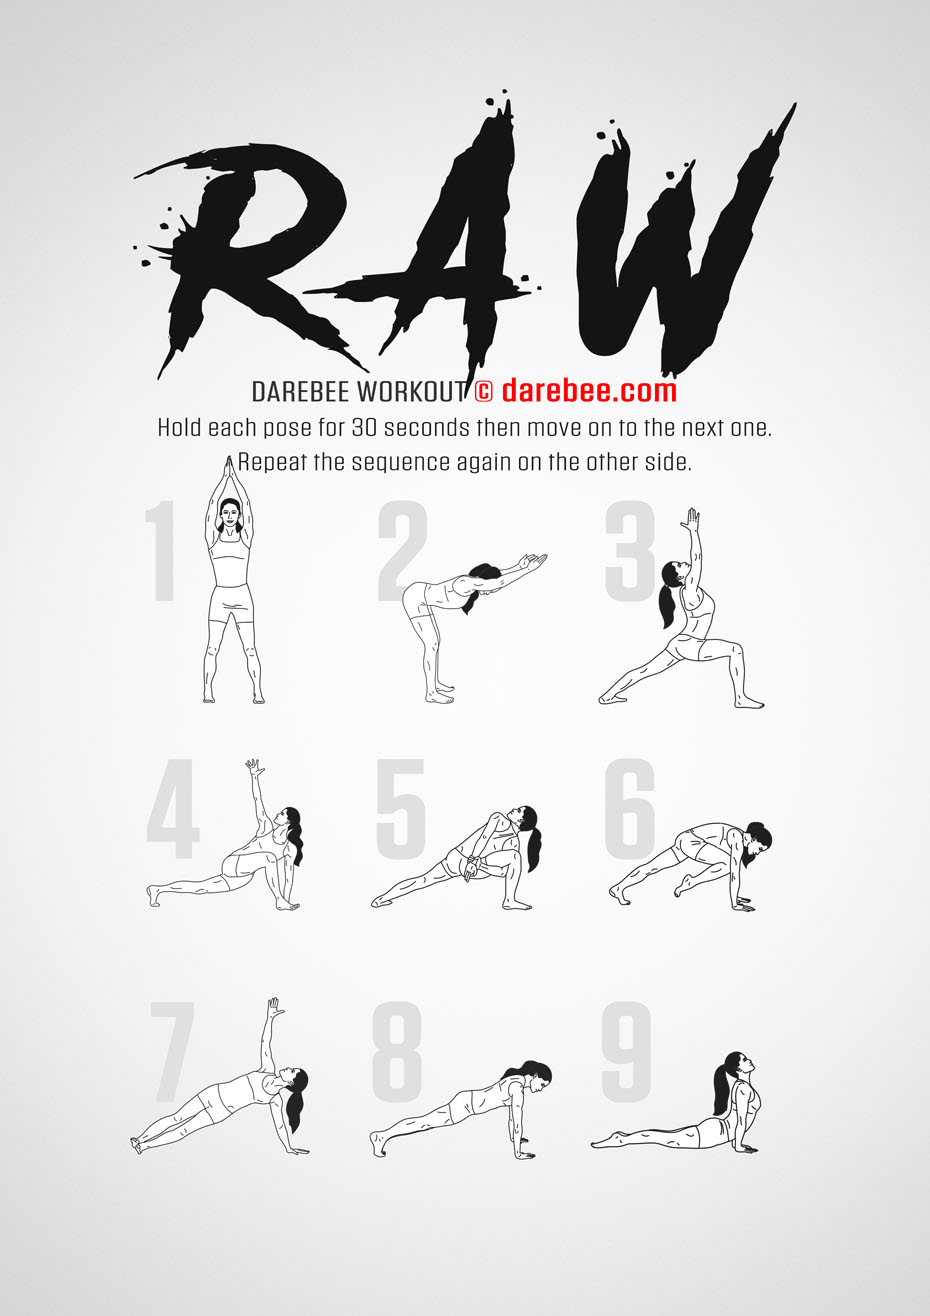 RAW
DAREBEE WORKOUT © darebee.com
Hold each pose for 30 seconds then move on to the next one.
Repeat the sequence again on the other side.
1 2 3
4 5 6
7 8 9